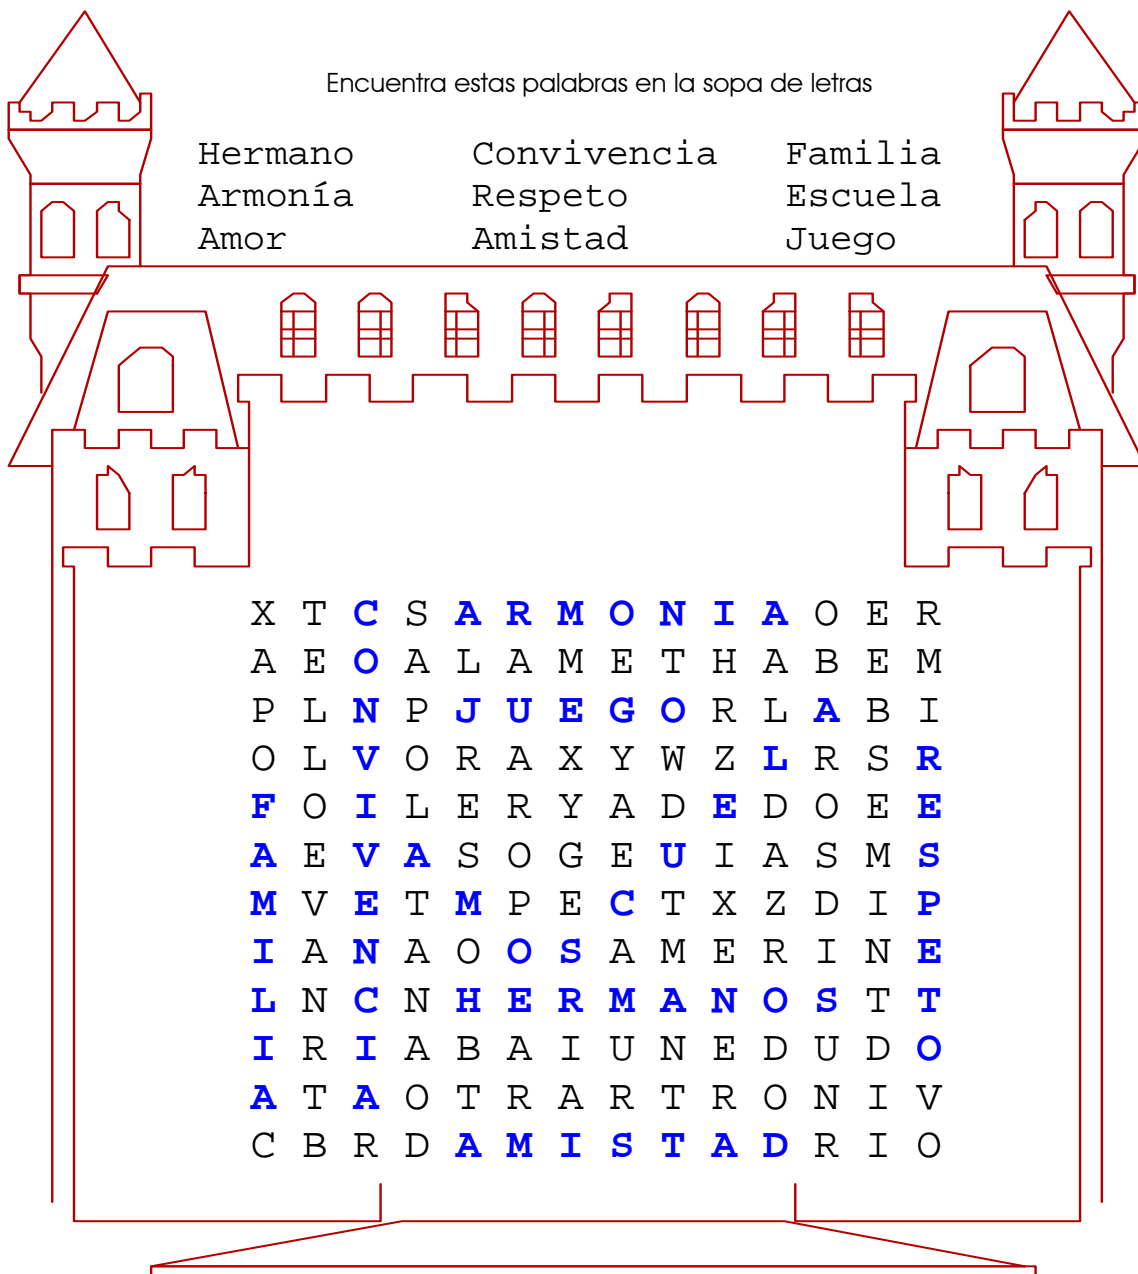 Encuentra estas palabras en la sopa de letras
Hermano Convivencia Familia
Armonía Respeto Escuela
Amor Amistad Juego
X T C S A R M O N I A O E R
A E O A L A M E T H A B E M
P L N P J U E G O R L A B I
O L V O R A X Y W Z L R S R
F O I L E R Y A D E D O E E
A E V A S O G E U I A S M S
M V E T M P E C T X Z D I P
I A N A O O S A M E R I N E
L N C N H E R M A N O S T T
I R I A B A I U N E D U D O
A T A O T R A R T R O N I V
C B R D A M I S T A D R I O